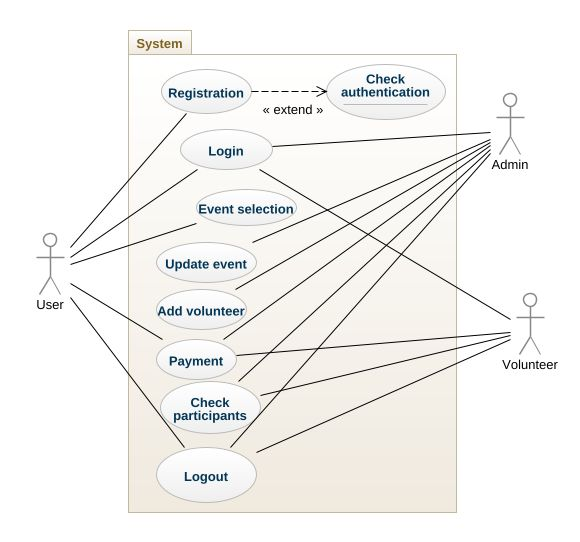 System
Registration
Check
authentication
« extend »
Login
Admin
Event selection
Update event
User
Add volunteer
Payment
Volunteer
Check
participants
Logout